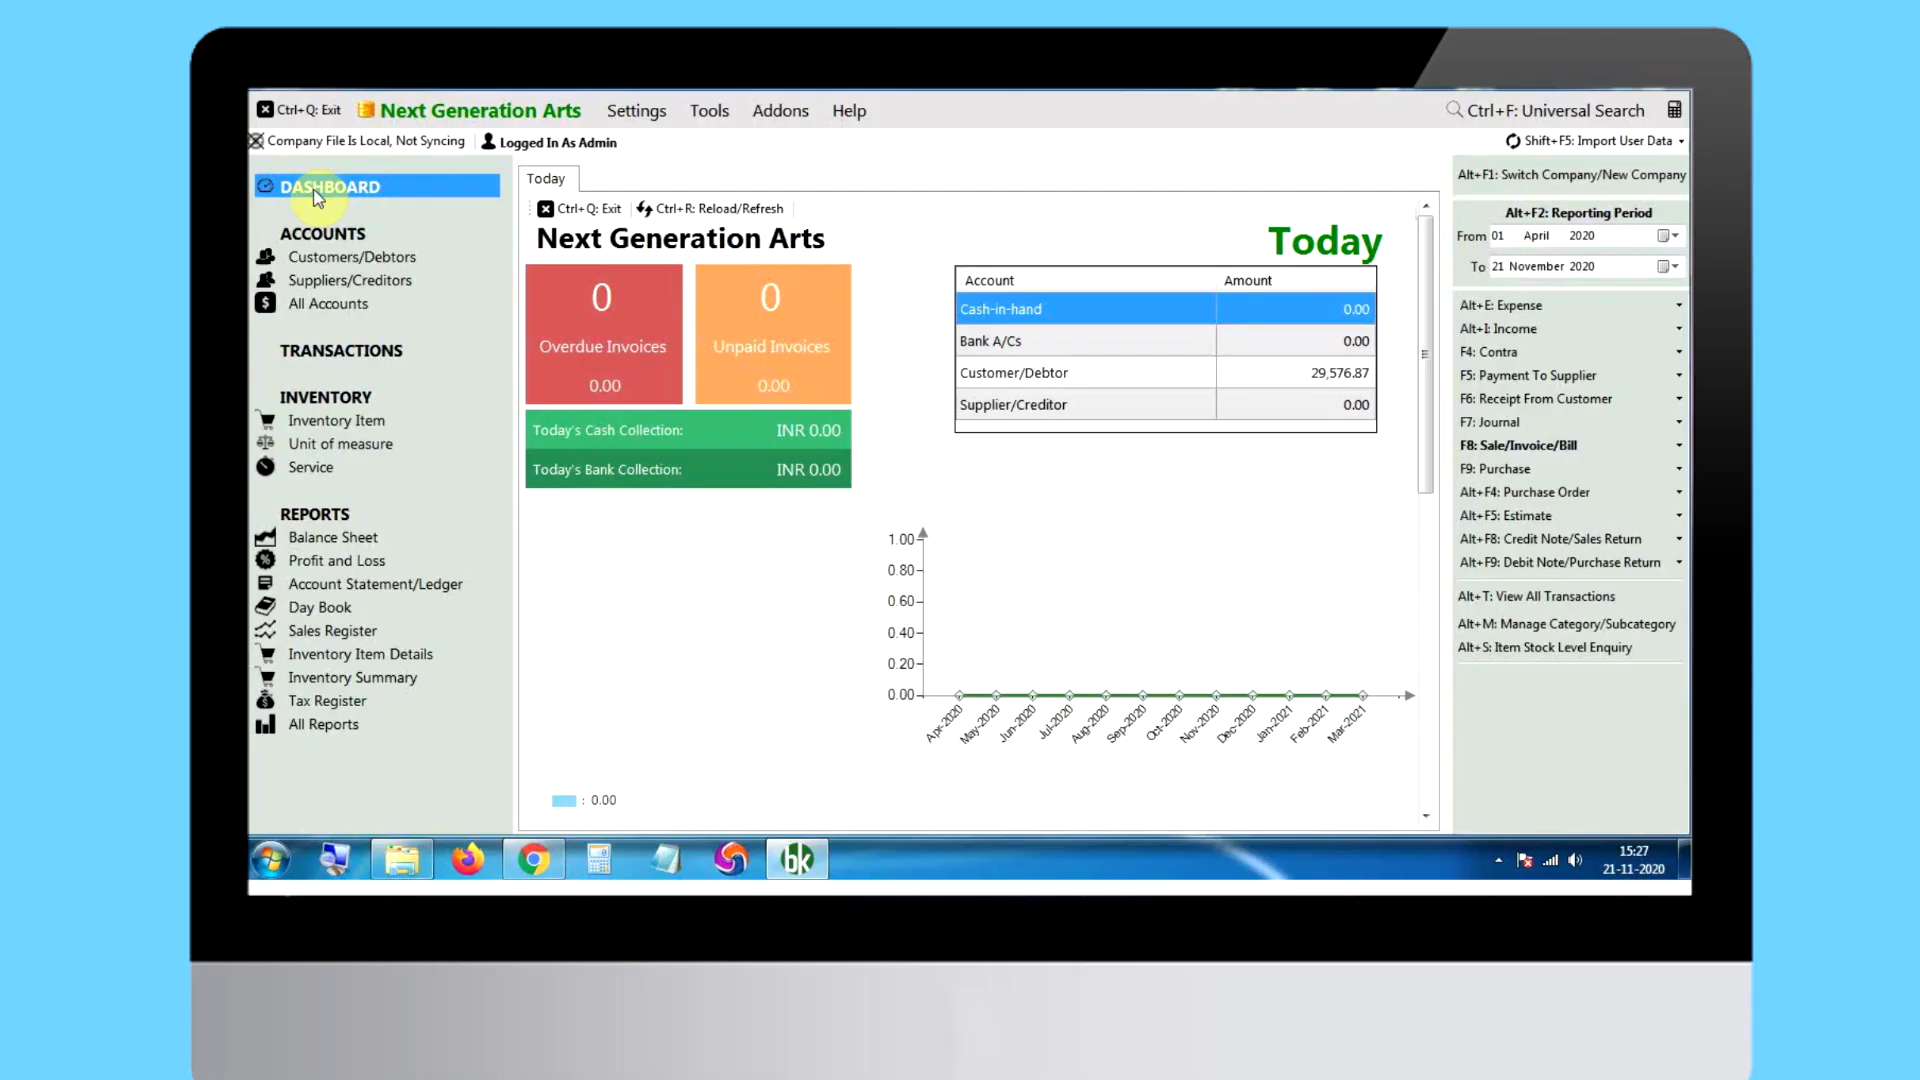 Ctrl+Q: Exit Next Generation Arts Settings Tools Addons Help Ctrl+F: Universal Search
Company File Is Local, Not Syncing Logged In As Admin Shift+F5: Import User Data
DASHBOARD
ACCOUNTS
Customers/Debtors
Suppliers/Creditors
All Accounts
TRANSACTIONS
INVENTORY
Inventory Item
Unit of measure
Service
REPORTS
Balance Sheet
Profit and Loss
Account Statement/Ledger
Day Book
Sales Register
Inventory Item Details
Inventory Summary
Tax Register
All Reports
Today
Ctrl+Q: Exit Ctrl+R: Reload/Refresh
Next Generation Arts
Today
0
Overdue Invoices
0.00
0
Unpaid Invoices
0.00
Today's Cash Collection: INR 0.00
Today's Bank Collection: INR 0.00
Account Amount
Cash-in-hand 0.00
Bank A/Cs 0.00
Customer/Debtor 29,576.87
Supplier/Creditor 0.00
1.00
0.80
0.60
0.40
0.20
0.00
Apr-2020 May-2020 Jun-2020 Jul-2020 Aug-2020 Sep-2020 Oct-2020 Nov-2020 Dec-2020 Jan-2021 Feb-2021 Mar-2021
: 0.00
Alt+F1: Switch Company/New Company
Alt+F2: Reporting Period
From 01 April 2020
To 21 November 2020
Alt+E: Expense
Alt+I: Income
F4: Contra
F5: Payment To Supplier
F6: Receipt From Customer
F7: Journal
F8: Sale/Invoice/Bill
F9: Purchase
Alt+F4: Purchase Order
Alt+F5: Estimate
Alt+F8: Credit Note/Sales Return
Alt+F9: Debit Note/Purchase Return
Alt+T: View All Transactions
Alt+M: Manage Category/Subcategory
Alt+S: Item Stock Level Enquiry
bk
15:27
21-11-2020